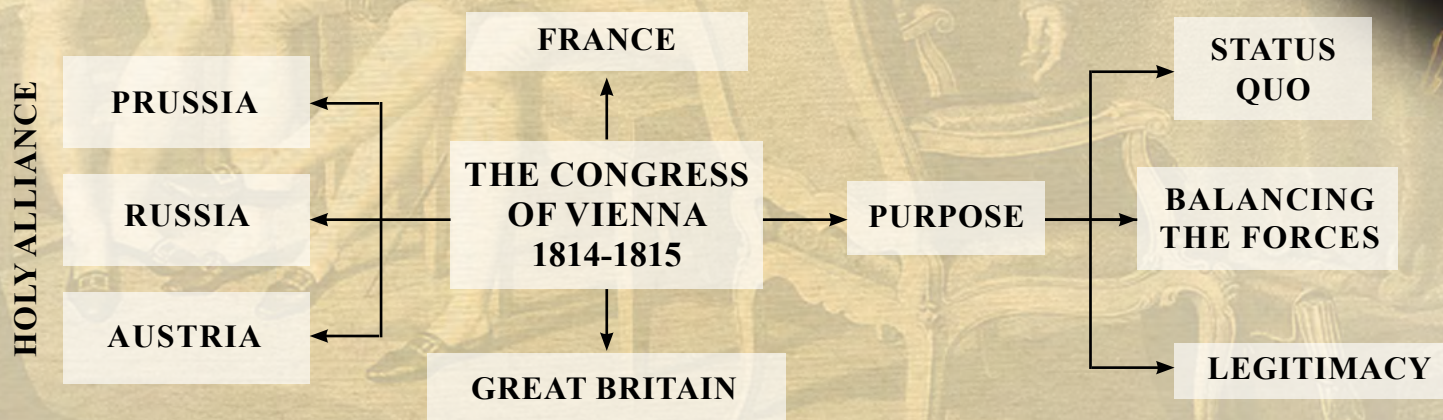 HOLY ALLIANCE
PRUSSIA
RUSSIA
AUSTRIA
FRANCE
THE CONGRESS
OF VIENNA
1814-1815
GREAT BRITAIN
PURPOSE
STATUS
QUO
BALANCING
THE FORCES
LEGITIMACY